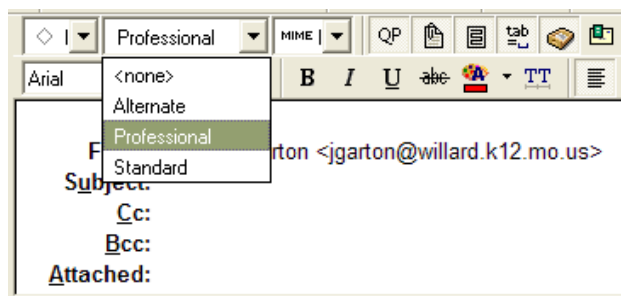 Professional MIME QP tab
Arial <none> B I U abc A TT
Alternate
Professional
F rton <jgarton@willard.k12.mo.us>
Standard
Subject:
Cc:
Bcc:
Attached: